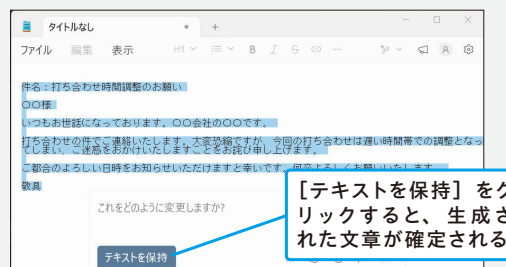 タイトルなし
ファイル 編集 表示 H1 B I S
件名：打ち合わせ時間調整のお願い
〇〇様
いつもお世話になっております。〇〇会社の〇〇です。
打ち合わせの件でご連絡いたします。大変恐縮ですが、今回の打ち合わせは遅い時間帯での調整となっ
てしまい、ご迷惑をおかけいたしますことをお詫び申し上げます。
ご都合のよろしい日時をお知らせいただけますと幸いです。何卒よろしくお願いいたします。
敬具
これをどのように変更しますか?
テキストを保持
［テキストを保持］をク
リックすると、生成さ
れた文章が確定される